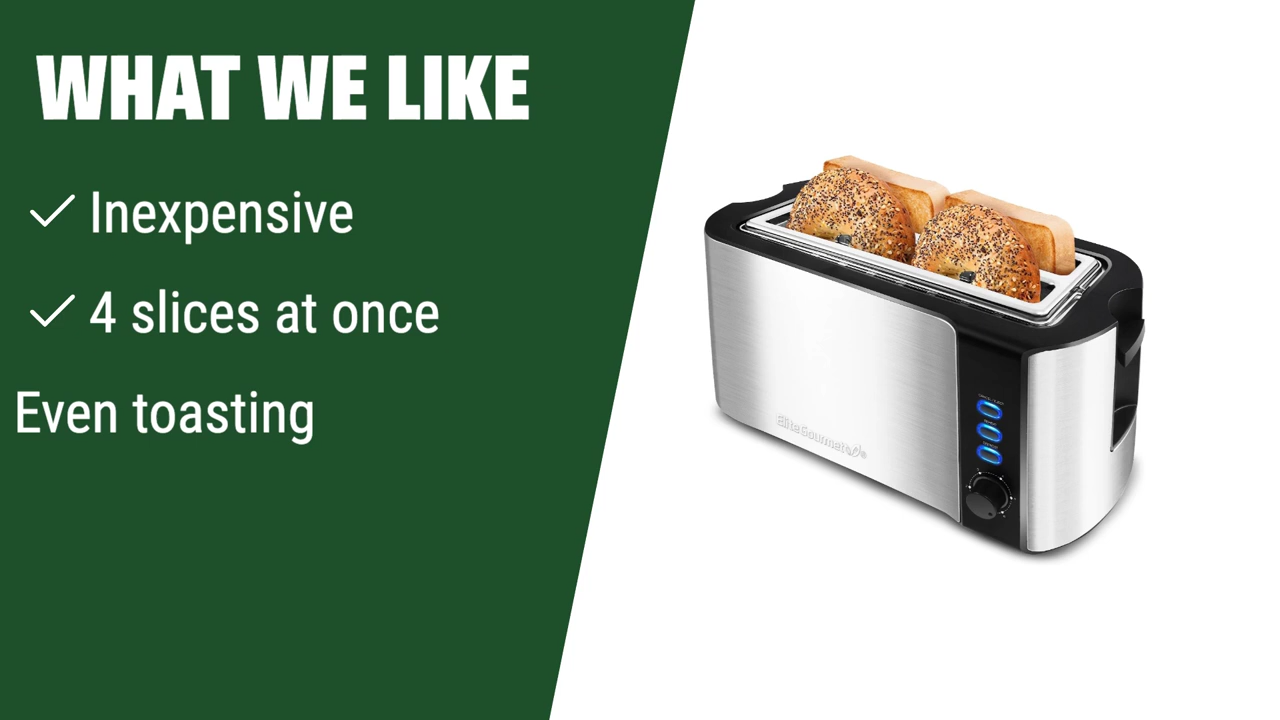 WHAT WE LIKE
Inexpensive
4 slices at once
Even toasting
EliteGourmet